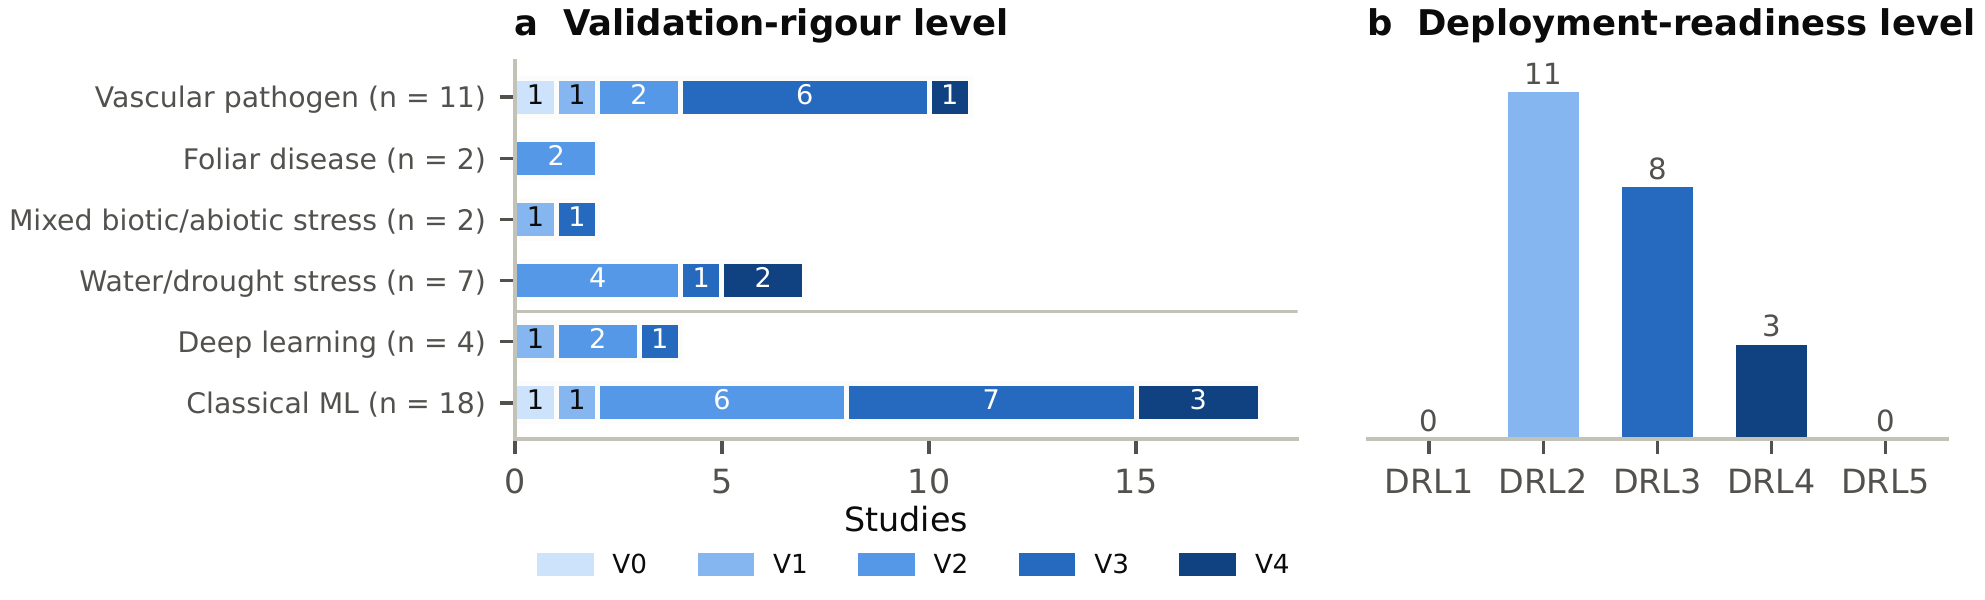 a Validation-rigour level
Vascular pathogen (n = 11)
1 1 2 6 1
Foliar disease (n = 2)
2
Mixed biotic/abiotic stress (n = 2)
1 1
Water/drought stress (n = 7)
4 1 2
Deep learning (n = 4)
1 2 1
Classical ML (n = 18)
1 1 6 7 3
0 5 10 15
Studies
V0 V1 V2 V3 V4
b Deployment-readiness level
0 11 8 3 0
DRL1 DRL2 DRL3 DRL4 DRL5